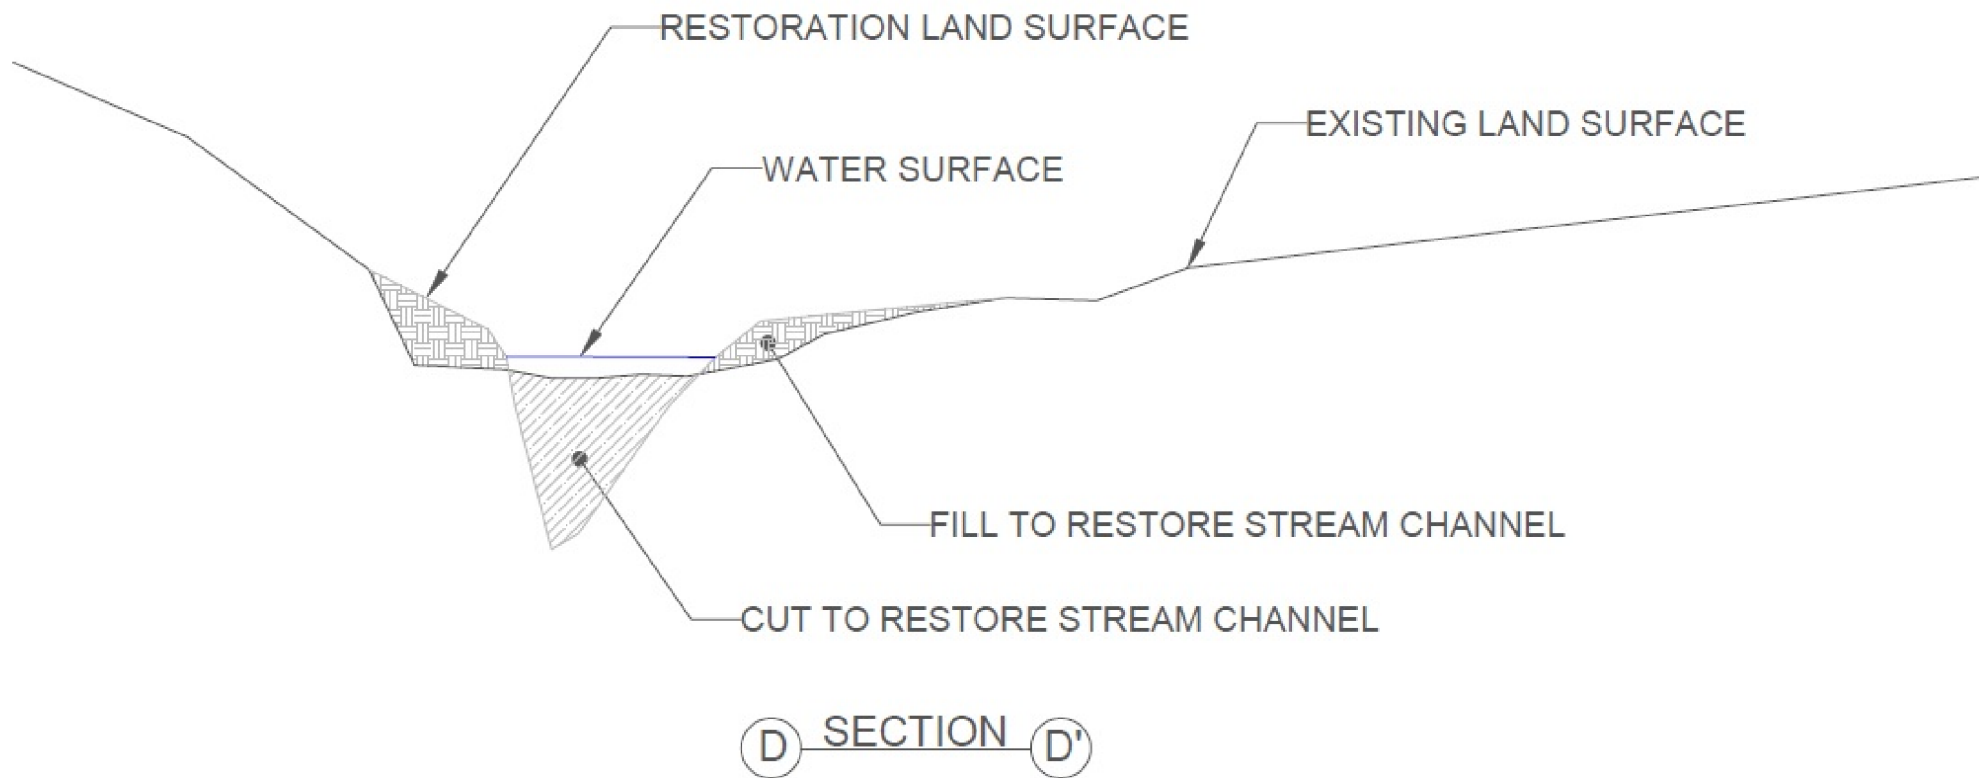 RESTORATION LAND SURFACE
EXISTING LAND SURFACE
WATER SURFACE
FILL TO RESTORE STREAM CHANNEL
CUT TO RESTORE STREAM CHANNEL
D SECTION D'